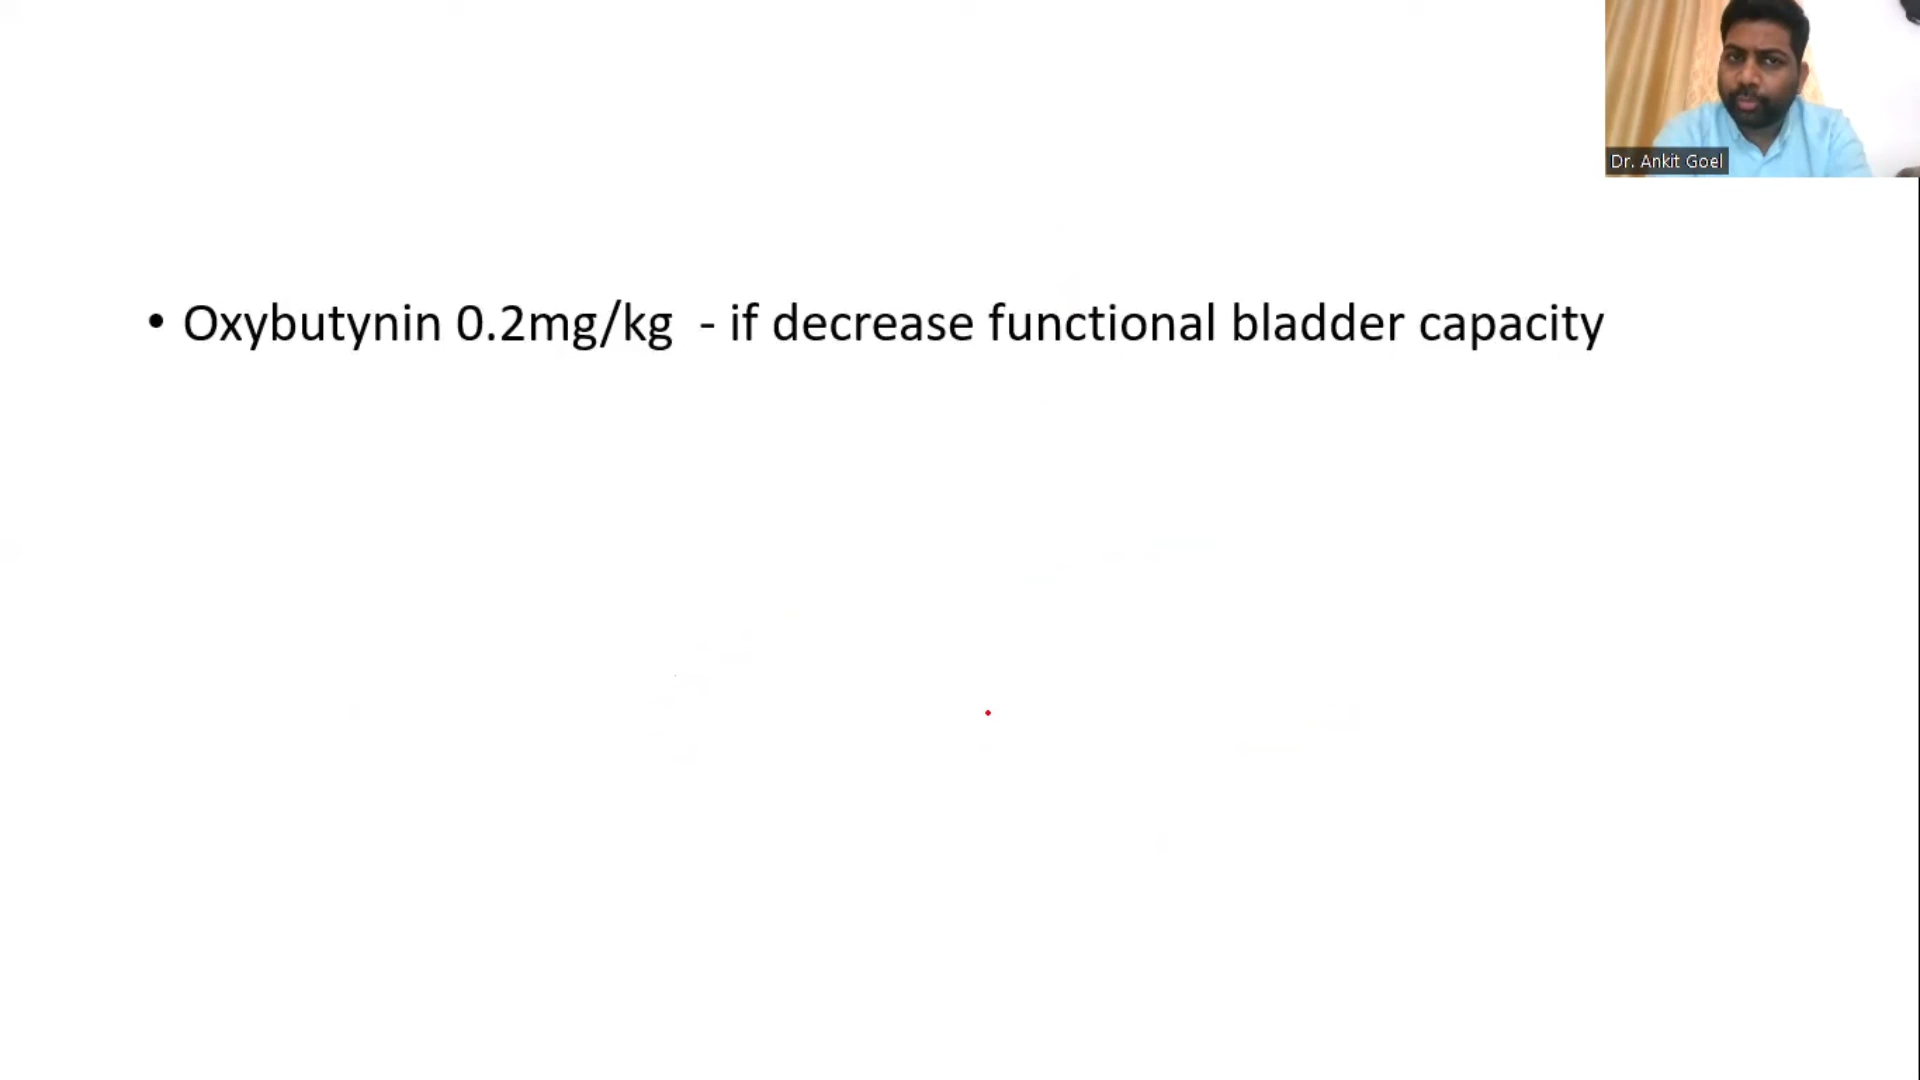 Dr. Ankit Goel
• Oxybutynin 0.2mg/kg - if decrease functional bladder capacity